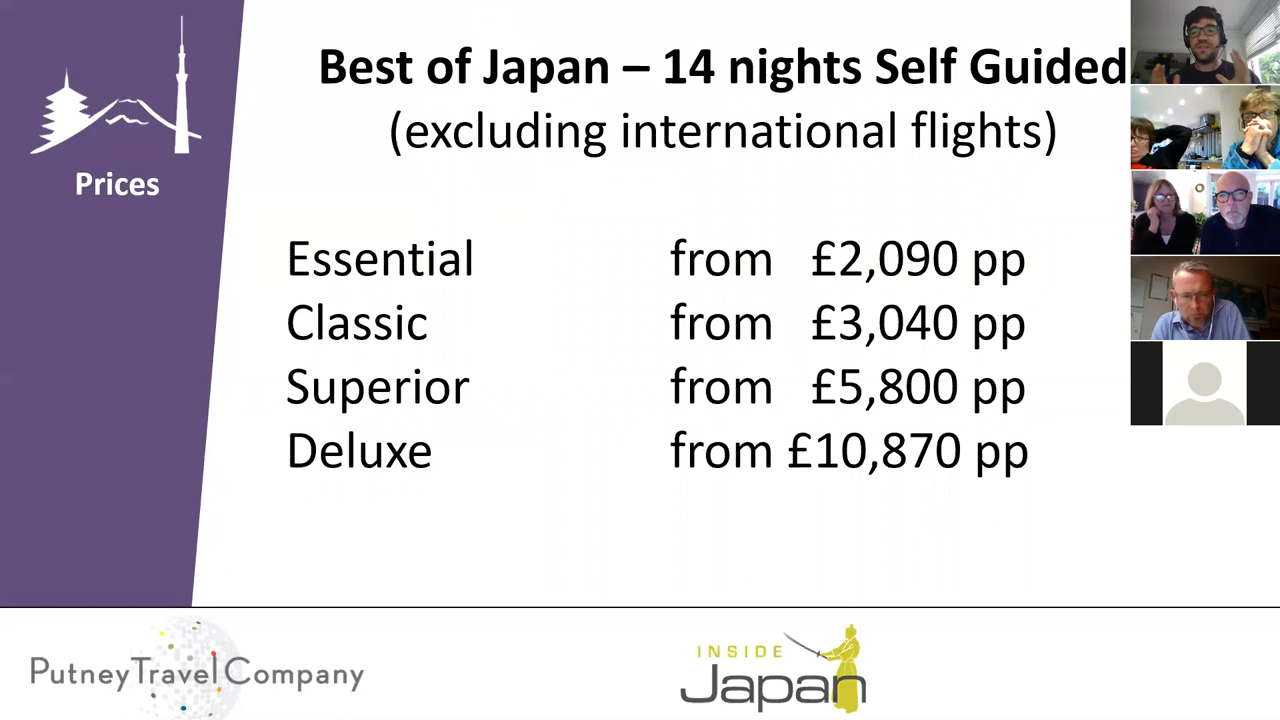 Best of Japan – 14 nights Self Guided
(excluding international flights)
Prices
Essential from £2,090 pp
Classic from £3,040 pp
Superior from £5,800 pp
Deluxe from £10,870 pp
PutneyTravelCompany
INSIDE
Japan